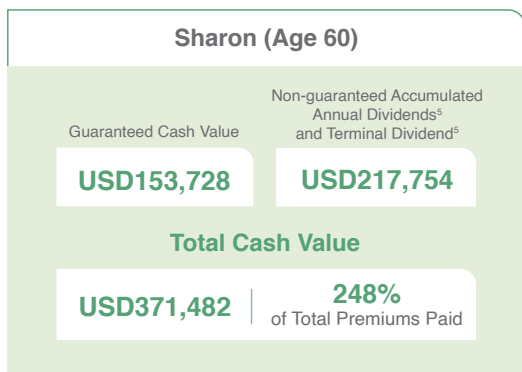 Sharon (Age 60)
Guaranteed Cash Value
Non-guaranteed Accumulated
Annual Dividends⁵
and Terminal Dividend⁵
USD153,728
USD217,754
Total Cash Value
USD371,482
248%
of Total Premiums Paid